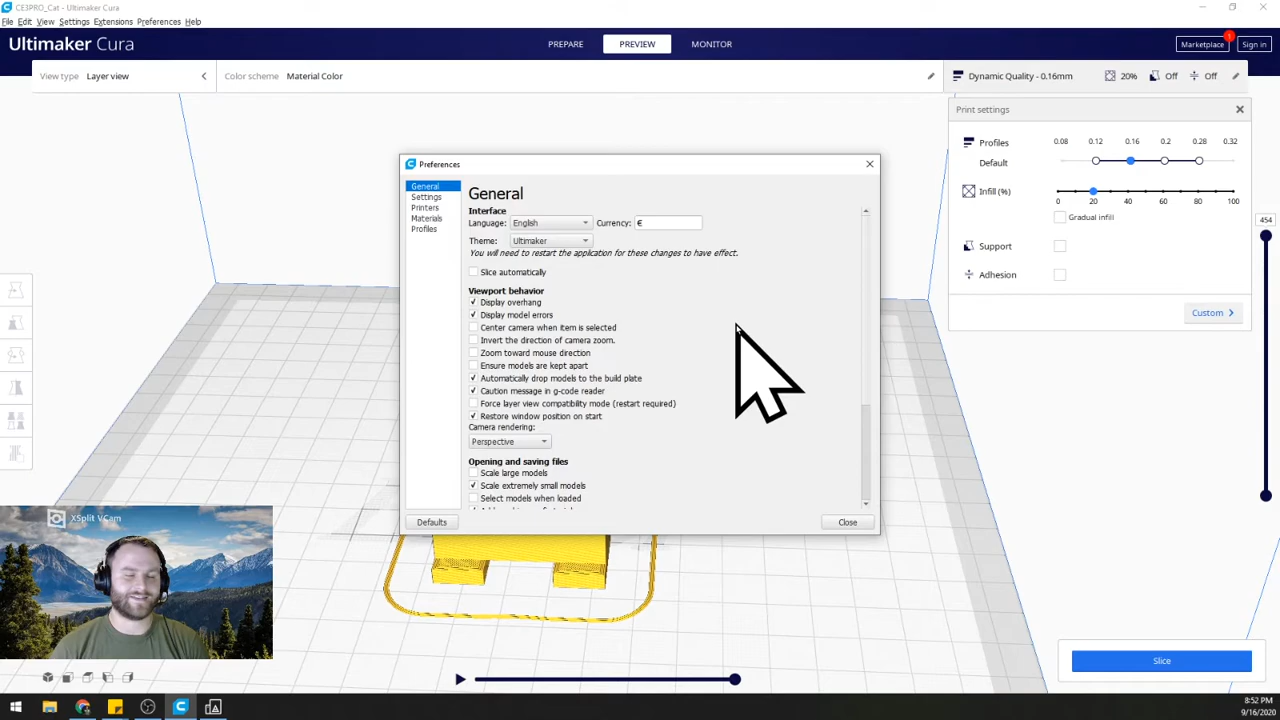 CE3PRO_Cat - Ultimaker Cura
File Edit View Settings Extensions Preferences Help
Ultimaker Cura
PREPARE
PREVIEW
MONITOR
Marketplace
1
Sign in
View type
Layer view
Color scheme
Material Color
Dynamic Quality - 0.16mm
20%
Off
Off
Print settings
Profiles
0.08 0.12 0.16 0.2 0.28 0.32
Default
Infill (%)
0 20 40 60 80 100
Gradual infill
Support
Adhesion
Custom
454
Preferences
General
Settings
Printers
Materials
Profiles
General
Interface
Language: English Currency: €
Theme: Ultimaker
You will need to restart the application for these changes to have effect.
Slice automatically
Viewport behavior
Display overhang
Display model errors
Center camera when item is selected
Invert the direction of camera zoom.
Zoom toward mouse direction
Ensure models are kept apart
Automatically drop models to the build plate
Caution message in g-code reader
Force layer view compatibility mode (restart required)
Restore window position on start
Camera rendering:
Perspective
Opening and saving files
Scale large models
Scale extremely small models
Select models when loaded
Defaults
Close
XSplit VCam
Slice
8:52 PM
9/16/2020